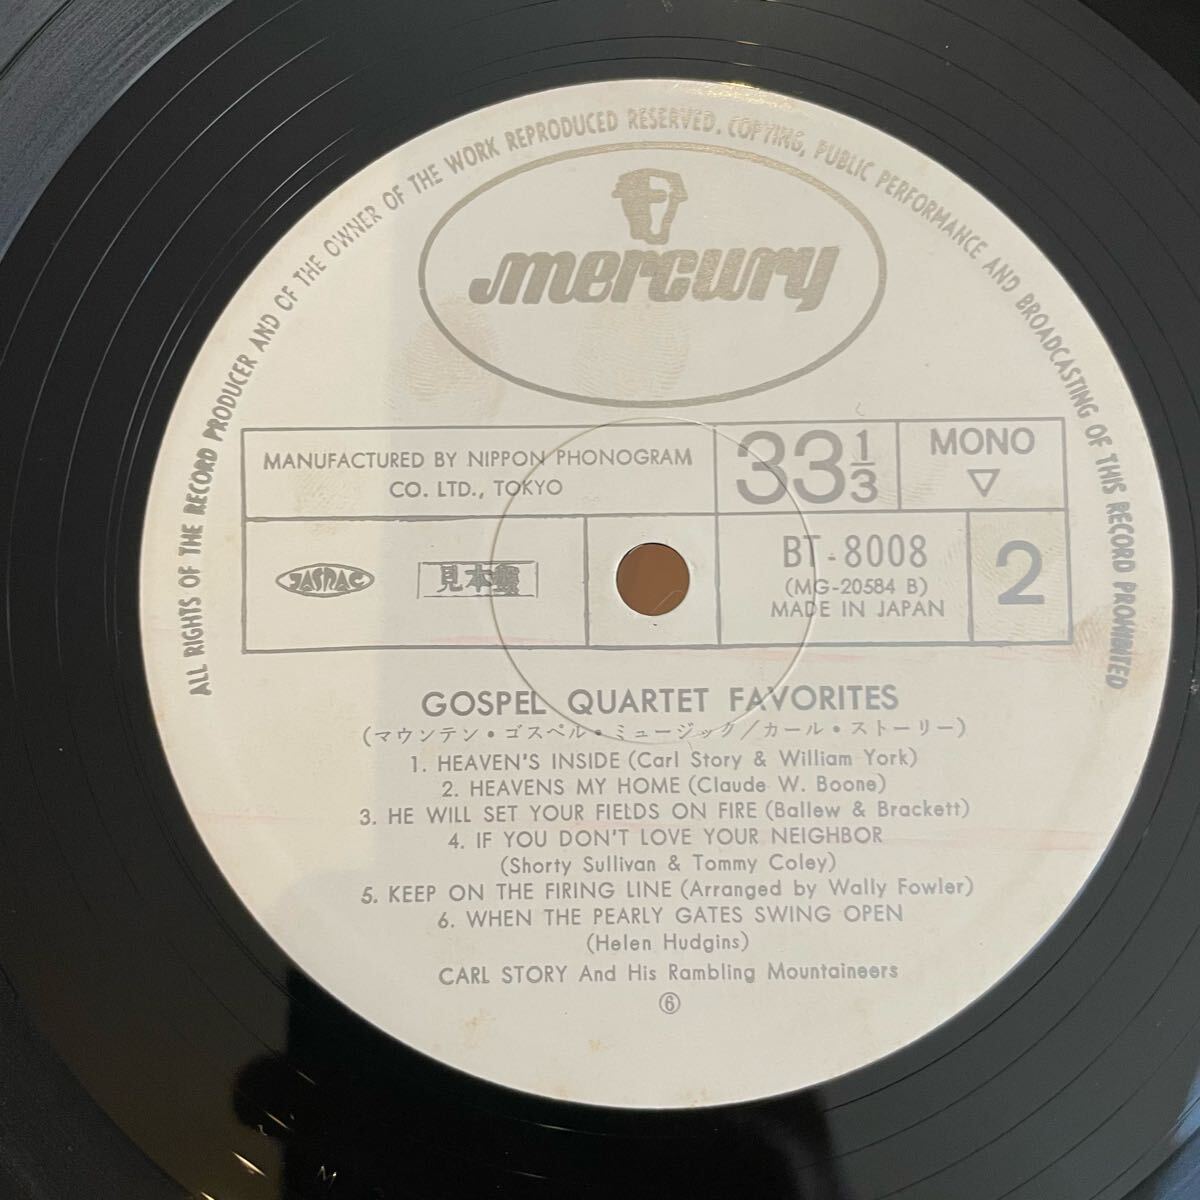 ALL RIGHTS OF THE RECORD PRODUCER AND OF THE OWNER OF THE WORK REPRODUCED RESERVED. COPYING, PUBLIC PERFORMANCE AND BROADCASTING OF THIS RECORD PROHIBITED
mercury
MANUFACTURED BY NIPPON PHONOGRAM
CO. LTD., TOKYO
33 1/3
MONO
▽
JASRAC
見本盤
BT-8008
(MG-20584 B)
MADE IN JAPAN
2
GOSPEL QUARTET FAVORITES
(マウンテン・ゴスペル・ミュージック/カール・ストーリー)
1. HEAVEN'S INSIDE (Carl Story & William York)
2. HEAVENS MY HOME (Claude W. Boone)
3. HE WILL SET YOUR FIELDS ON FIRE (Ballew & Brackett)
4. IF YOU DON'T LOVE YOUR NEIGHBOR
(Shorty Sullivan & Tommy Coley)
5. KEEP ON THE FIRING LINE (Arranged by Wally Fowler)
6. WHEN THE PEARLY GATES SWING OPEN
(Helen Hudgins)
CARL STORY And His Rambling Mountaineers
⑥